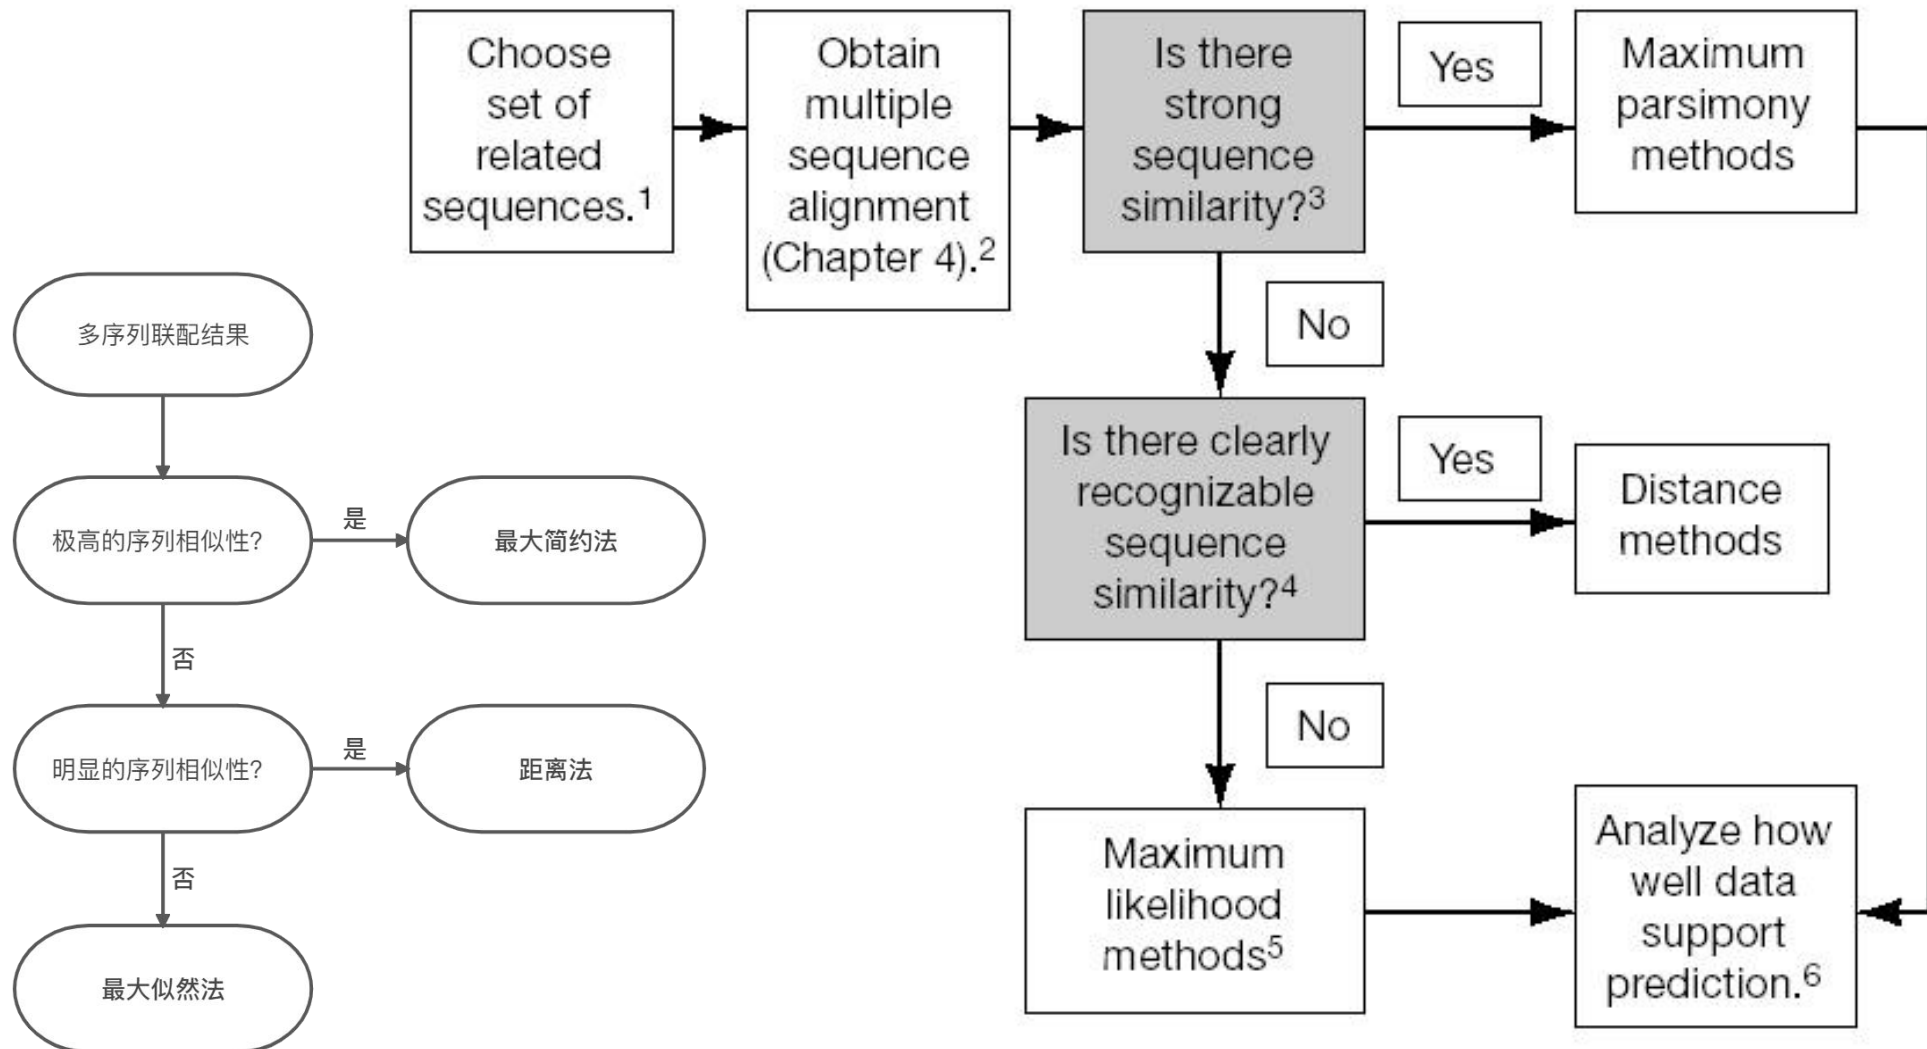 Choose
set of
related
sequences.1
Obtain
multiple
sequence
alignment
(Chapter 4).2
Is there
strong
sequence
similarity?3
Yes
Maximum
parsimony
methods
No
Is there clearly
recognizable
sequence
similarity?4
Yes
Distance
methods
No
Maximum
likelihood
methods5
Analyze how
well data
support
prediction.6
多序列联配结果
极高的序列相似性?
是
最大简约法
否
明显的序列相似性?
是
距离法
否
最大似然法